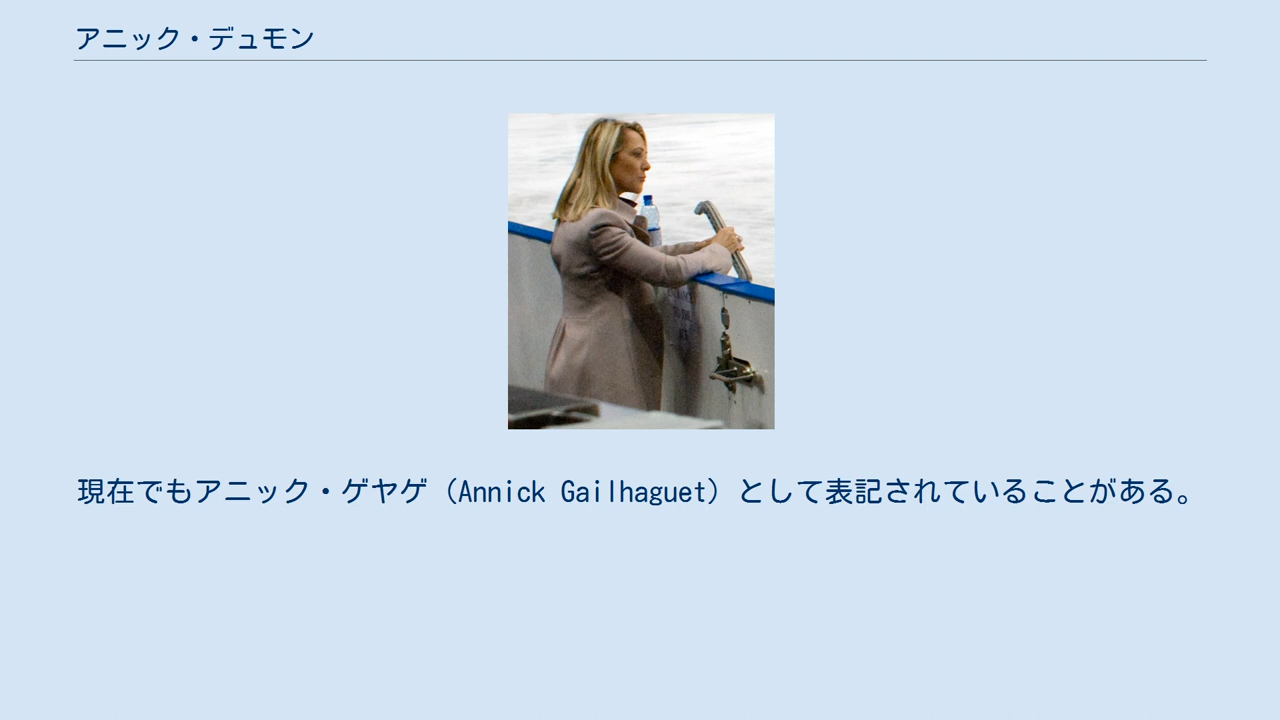 アニック・デュモン
現在でもアニック・ゲヤゲ（Annick Gailhaguet）として表記されていることがある。